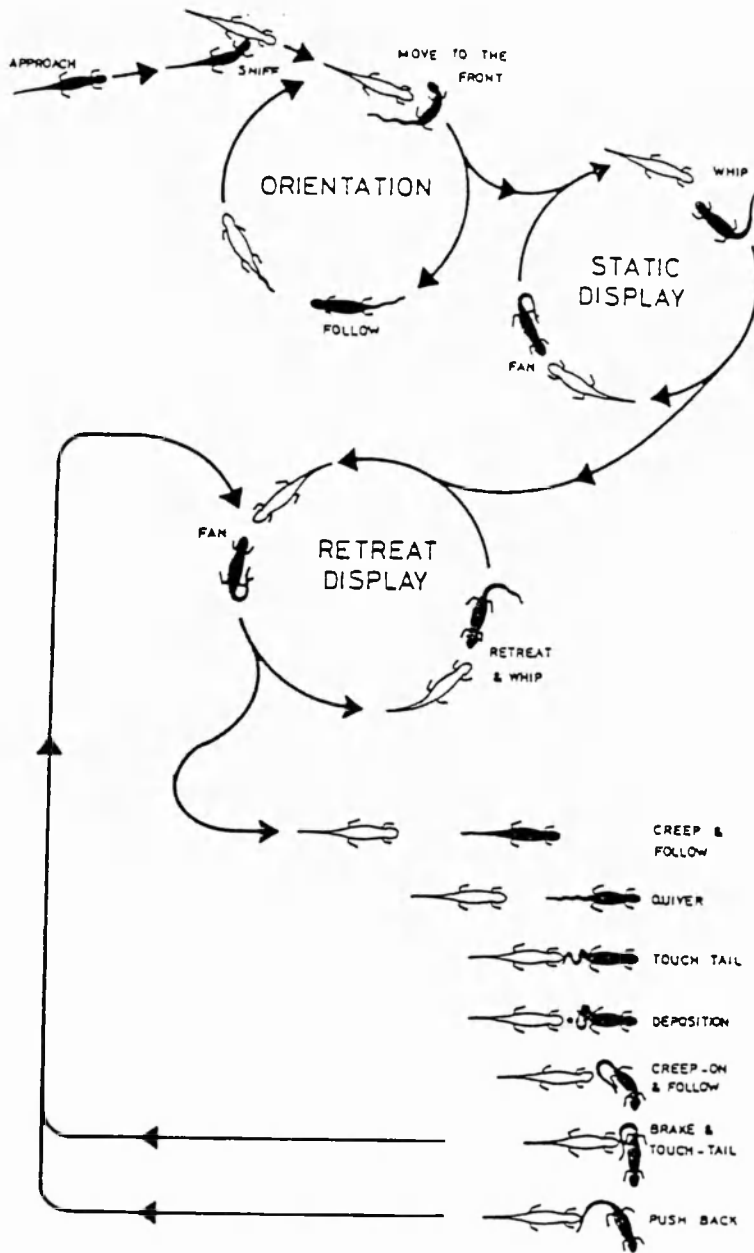 APPROACH
SNIFF
MOVE TO THE
FRONT
ORIENTATION
FOLLOW
WHIP
STATIC
DISPLAY
FAN
FAN
RETREAT
DISPLAY
RETREAT
& WHIP
CREEP &
FOLLOW
QUIVER
TOUCH TAIL
DEPOSITION
CREEP-ON
& FOLLOW
BRAKE &
TOUCH-TAIL
PUSH BACK